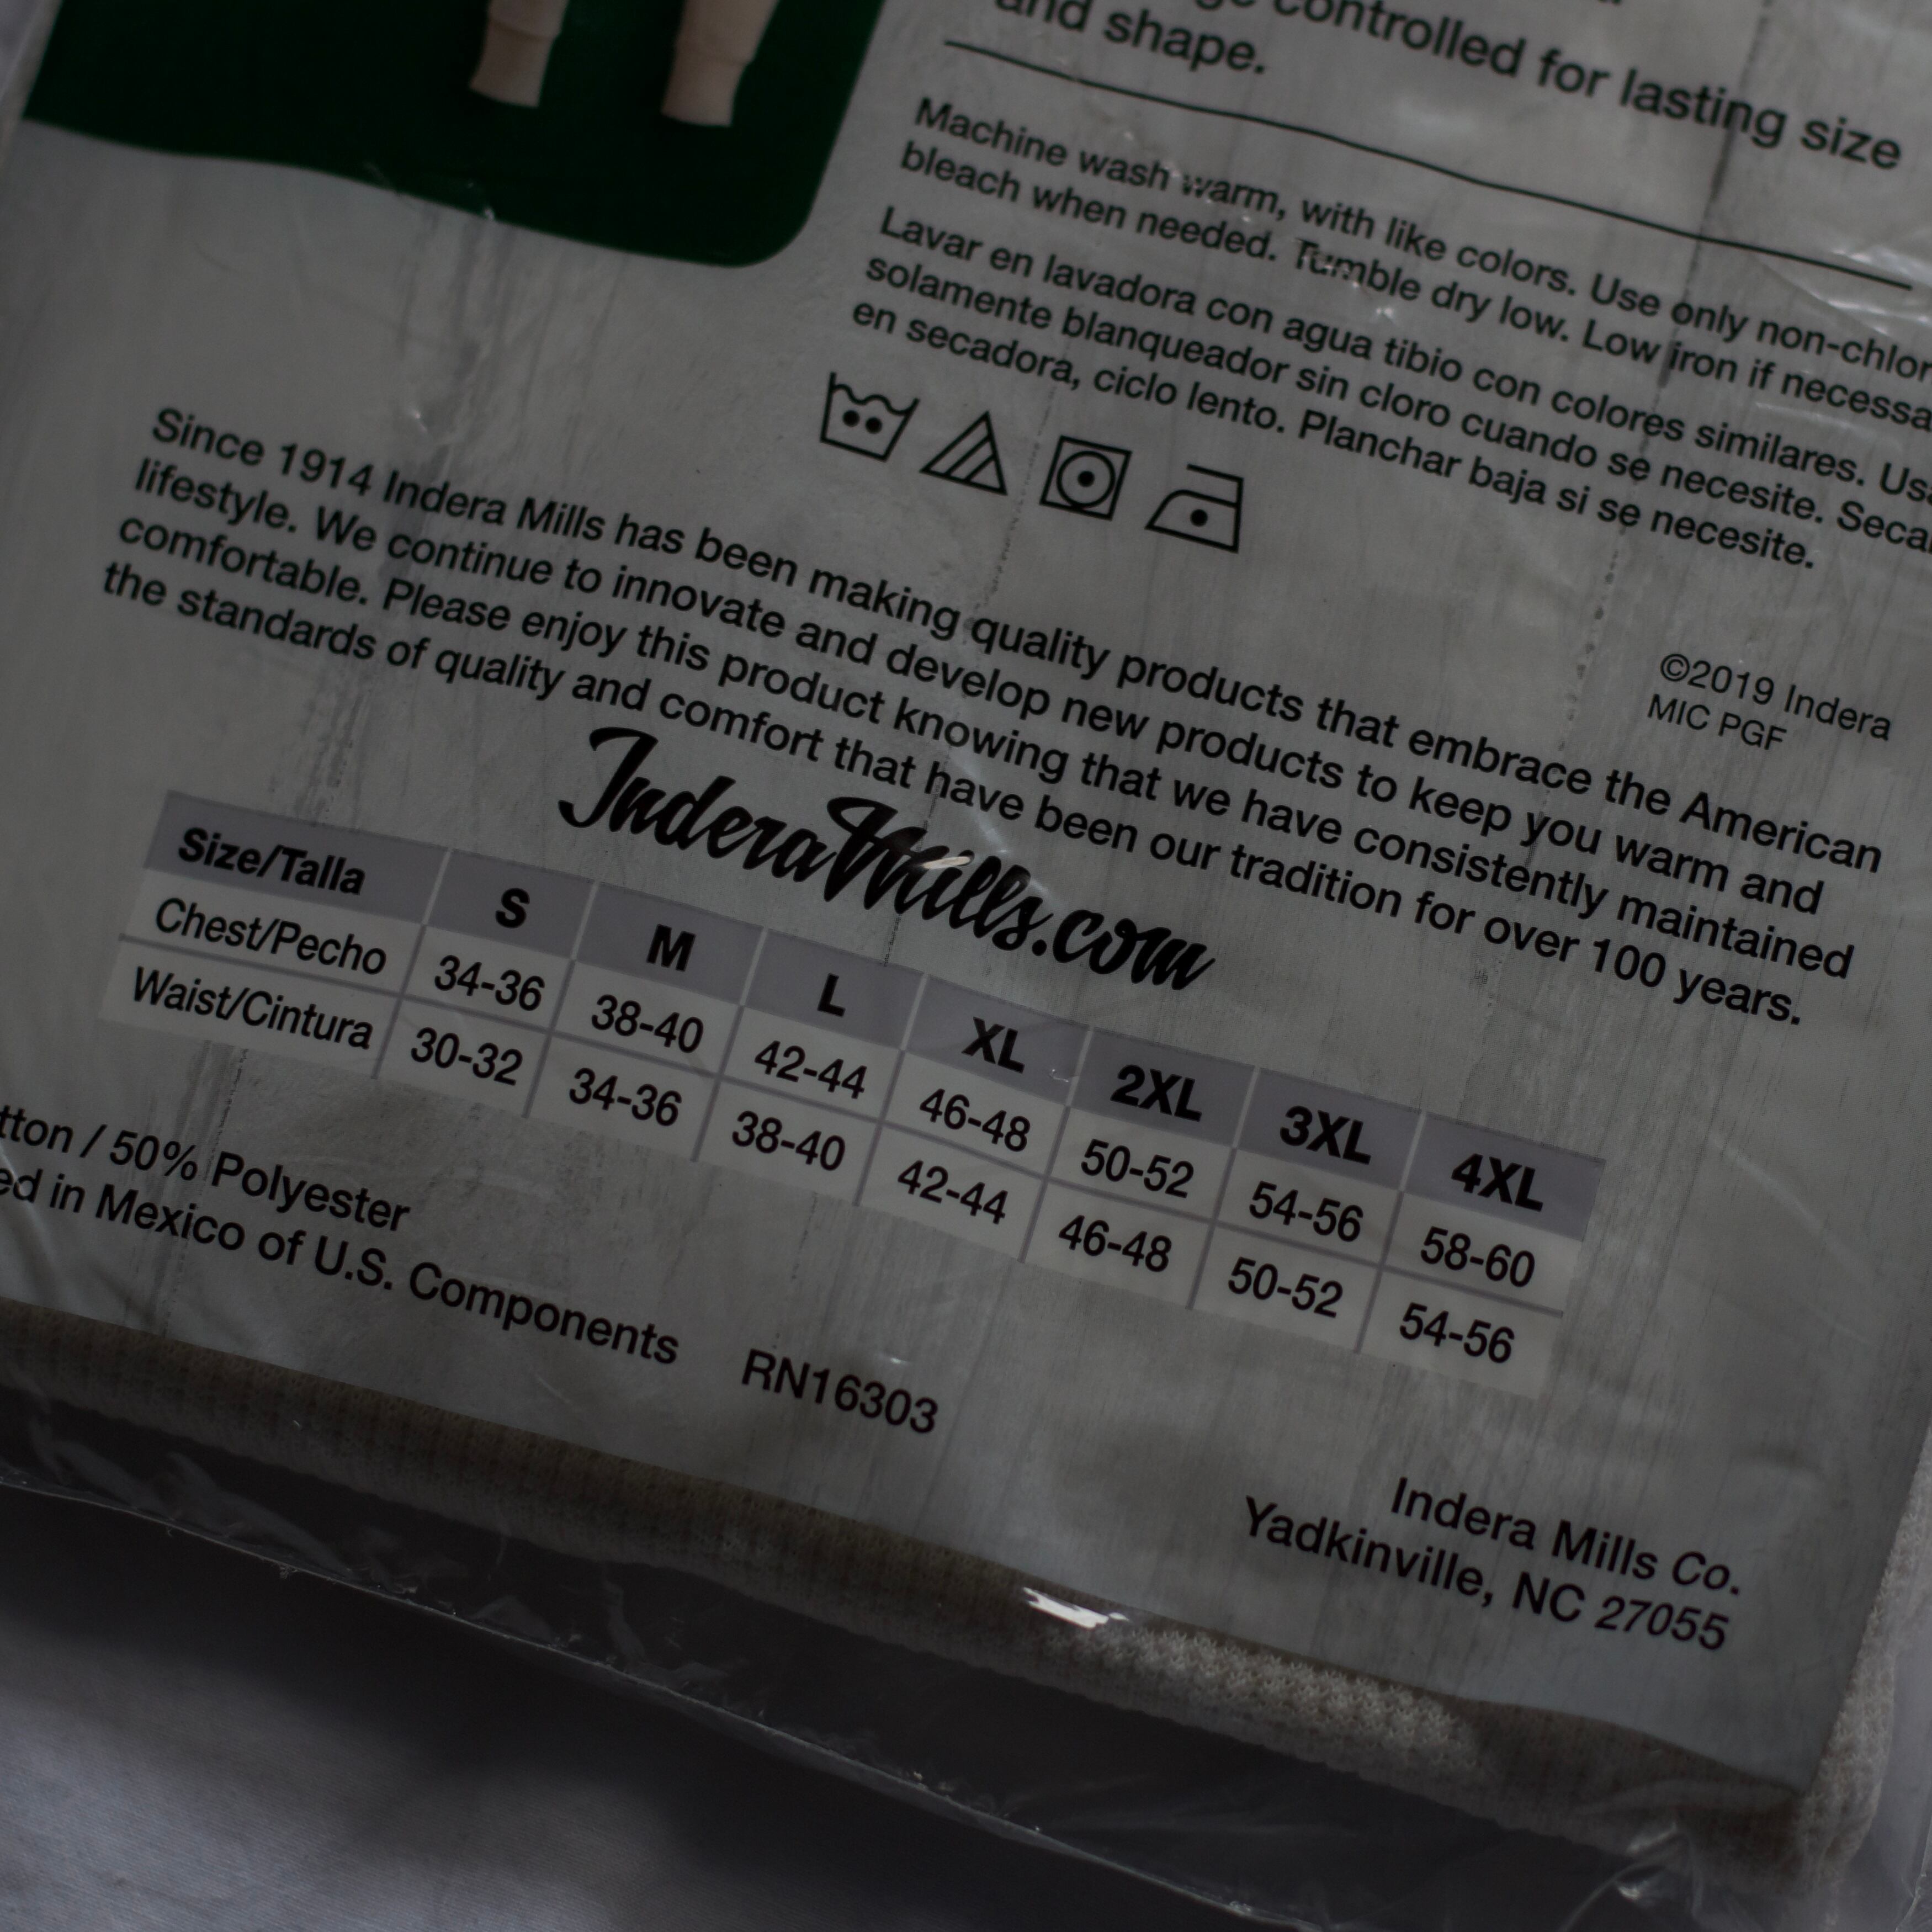 controlled for lasting size
and shape.
Machine wash warm, with like colors. Use only
bleach when needed. Tumble dry low. Low iron if
Lavar en lavadora con agua tibio con colores similares.
solamente blanqueador sin cloro cuando se necesite.
en secadora, ciclo lento. Planchar baja si se necesite.
©2019 Indera
MIC PGF
Since 1914 Indera Mills has been making quality products that embrace the American
lifestyle. We continue to innovate and develop new products to keep you warm and
comfortable. Please enjoy this product knowing that we have consistently maintained
the standards of quality and comfort that have been our tradition for over 100 years.
InderaMills.com
Size/Talla S M L XL 2XL 3XL 4XL
Chest/Pecho 34-36 38-40 42-44 46-48 50-52 54-56 58-60
Waist/Cintura 30-32 34-36 38-40 42-44 46-48 50-52 54-56
/ 50% Polyester
in Mexico of U.S. Components RN16303
Indera Mills Co.
Yadkinville, NC 27055